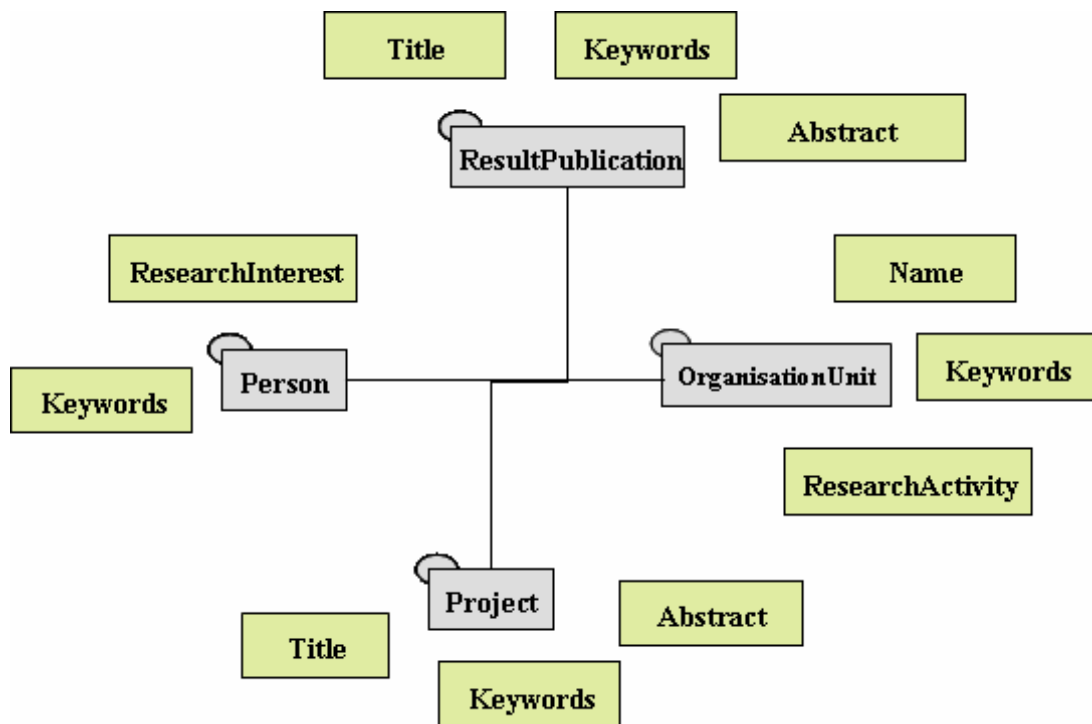 Title
Keywords
Abstract
ResultPublication
ResearchInterest
Name
Person
OrganisationUnit
Keywords
Keywords
ResearchActivity
Project
Abstract
Title
Keywords